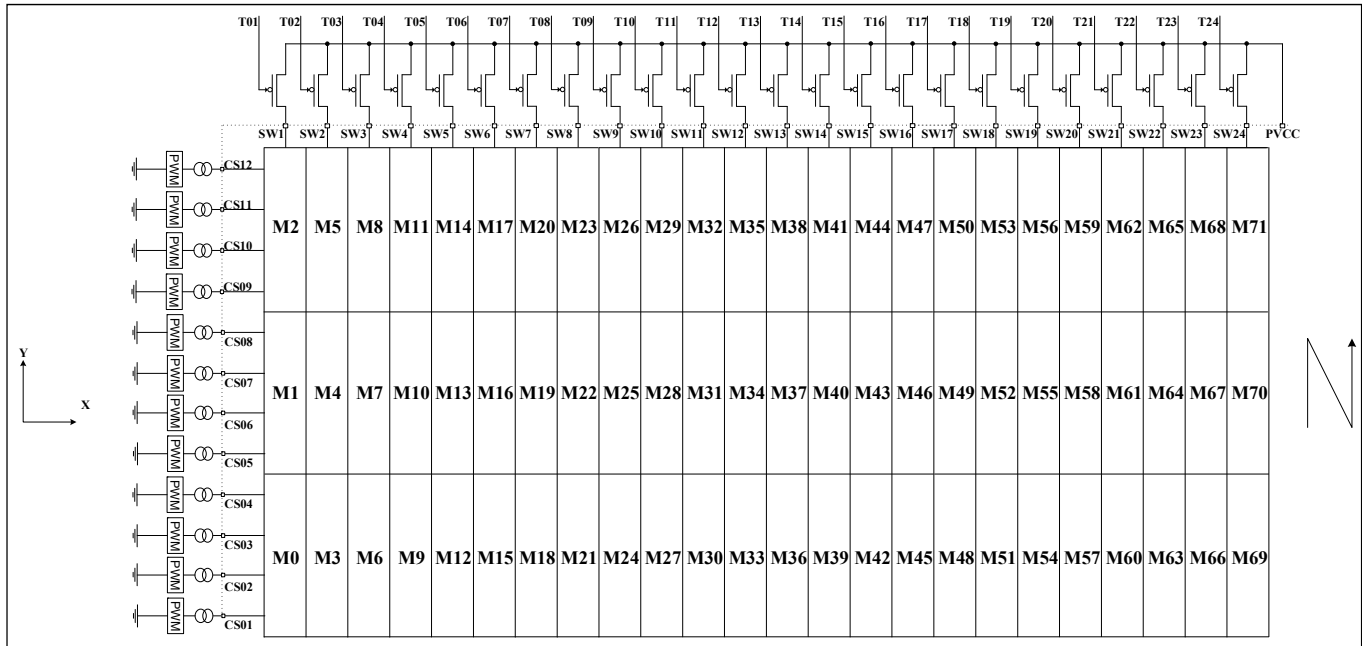 T01 T02 T03 T04 T05 T06 T07 T08 T09 T10 T11 T12 T13 T14 T15 T16 T17 T18 T19 T20 T21 T22 T23 T24
SW1 SW2 SW3 SW4 SW5 SW6 SW7 SW8 SW9 SW10 SW11 SW12 SW13 SW14 SW15 SW16 SW17 SW18 SW19 SW20 SW21 SW22 SW23 SW24 PVCC
PWM CS12
PWM CS11
M2 M5 M8 M11 M14 M17 M20 M23 M26 M29 M32 M35 M38 M41 M44 M47 M50 M53 M56 M59 M62 M65 M68 M71
PWM CS10
PWM CS09
PWM CS08
Y
PWM CS07
M1 M4 M7 M10 M13 M16 M19 M22 M25 M28 M31 M34 M37 M40 M43 M46 M49 M52 M55 M58 M61 M64 M67 M70
X
PWM CS06
PWM CS05
PWM CS04
PWM CS03
M0 M3 M6 M9 M12 M15 M18 M21 M24 M27 M30 M33 M36 M39 M42 M45 M48 M51 M54 M57 M60 M63 M66 M69
PWM CS02
PWM CS01